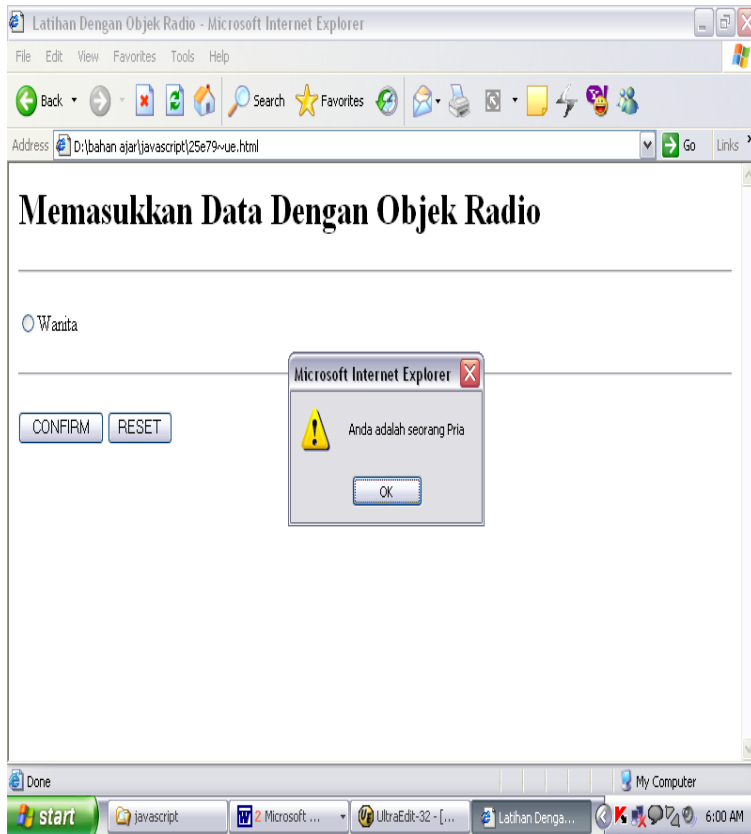 Latihan Dengan Objek Radio - Microsoft Internet Explorer
File Edit View Favorites Tools Help
Back Search Favorites
Address D:\bahan ajar\javascript\25e79~ue.html Go Links
Memasukkan Data Dengan Objek Radio
Wanita
Microsoft Internet Explorer
CONFIRM RESET
Anda adalah seorang Pria
OK
Done My Computer
start javascript 2 Microsoft ... UltraEdit-32 - [... Latihan Denga... 6:00 AM